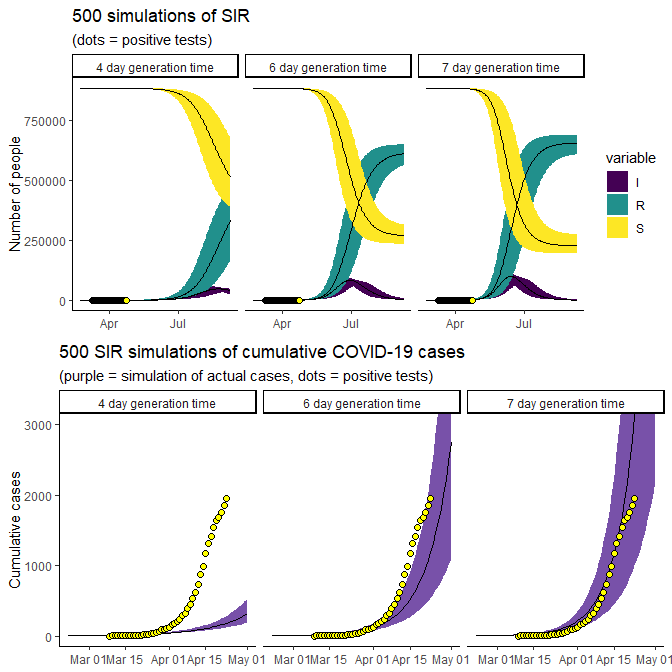 500 simulations of SIR
(dots = positive tests)
4 day generation time 6 day generation time 7 day generation time
Number of people
750000
500000
250000
0
Apr Jul Apr Jul Apr Jul
variable
I
R
S
500 SIR simulations of cumulative COVID-19 cases
(purple = simulation of actual cases, dots = positive tests)
4 day generation time 6 day generation time 7 day generation time
Cumulative cases
3000
2000
1000
0
Mar 01 Mar 15 Apr 01 Apr 15 May 01 Mar 01 Mar 15 Apr 01 Apr 15 May 01 Mar 01 Mar 15 Apr 01 Apr 15 May 01